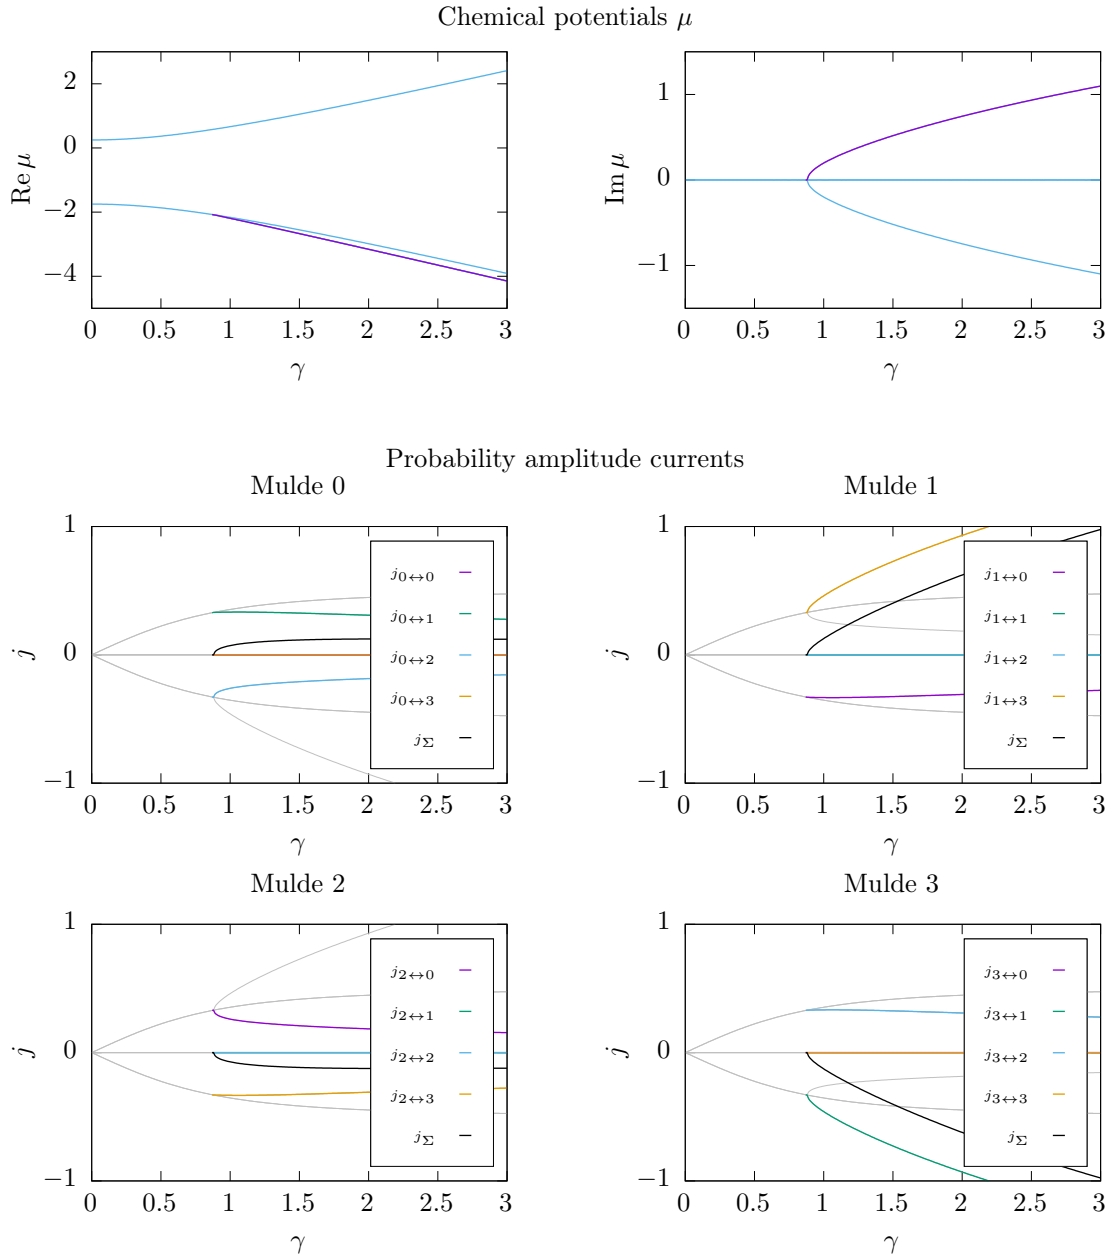 Chemical potentials μ
2
0
−2
−4
Re μ
0 0.5 1 1.5 2 2.5 3
γ
1
0
−1
Im μ
0 0.5 1 1.5 2 2.5 3
γ
Probability amplitude currents
Mulde 0
1
0
−1
j
j0↔0
j0↔1
j0↔2
j0↔3
jΣ
0 0.5 1 1.5 2 2.5 3
γ
Mulde 1
1
0
−1
j
j1↔0
j1↔1
j1↔2
j1↔3
jΣ
0 0.5 1 1.5 2 2.5 3
γ
Mulde 2
1
0
−1
j
j2↔0
j2↔1
j2↔2
j2↔3
jΣ
0 0.5 1 1.5 2 2.5 3
γ
Mulde 3
1
0
−1
j
j3↔0
j3↔1
j3↔2
j3↔3
jΣ
0 0.5 1 1.5 2 2.5 3
γ